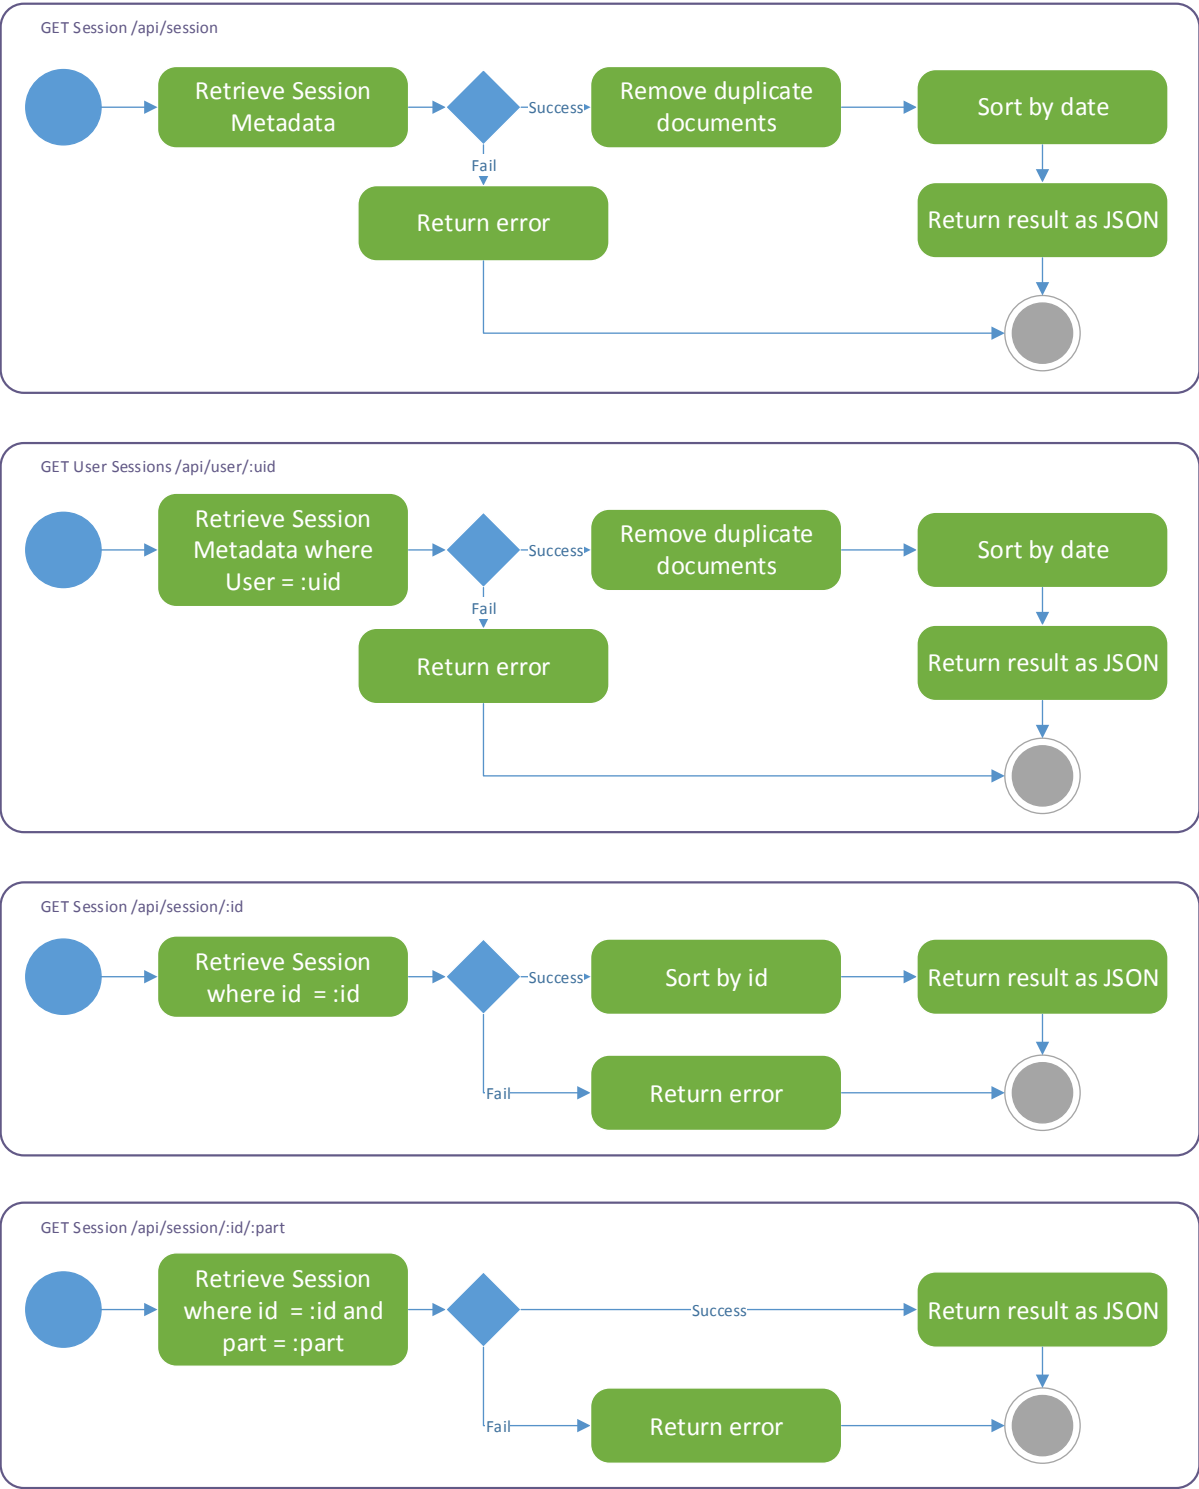 GET Session /api/session
Retrieve Session
Metadata
Success
Remove duplicate
documents
Sort by date
Fail
Return error
Return result as JSON
GET User Sessions /api/user/:uid
Retrieve Session
Metadata where
User = :uid
Success
Remove duplicate
documents
Sort by date
Fail
Return error
Return result as JSON
GET Session /api/session/:id
Retrieve Session
where id  = :id
Success
Sort by id
Return result as JSON
Fail
Return error
GET Session /api/session/:id/:part
Retrieve Session
where id  = :id and
part = :part
Success
Return result as JSON
Fail
Return error